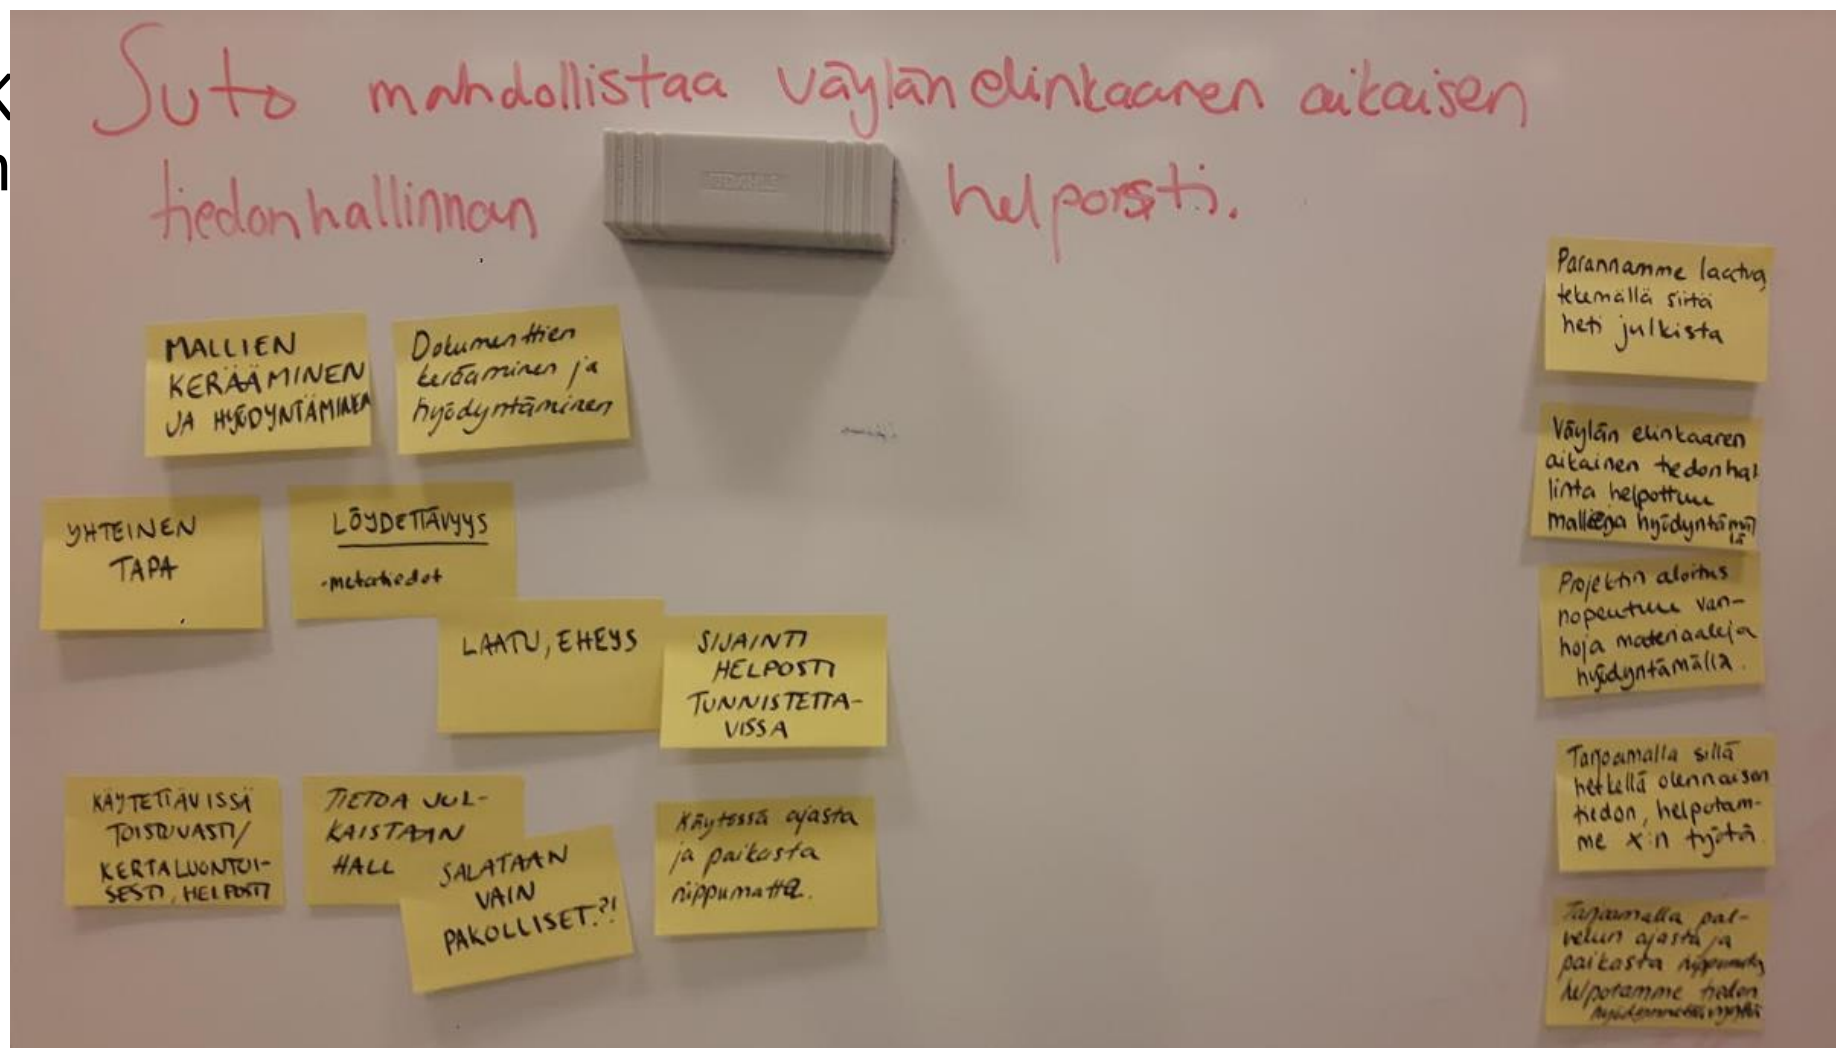 Suto mahdollistaa väylän elinkaaren aikaisen
tiedonhallinnan helposti.
MALLIEN
KERÄÄMINEN
JA HYÖDYNTÄMINEN
Dokumenttien
kerääminen ja
hyödyntäminen
YHTEINEN
TAPA
LÖYDETTÄVYYS
-metatiedot
LAATU, EHEYS
SIJAINTI
HELPOSTI
TUNNISTETTA-
VISSA
KÄYTETTÄVISSÄ
TOISTUVASTI/
KERTALUONTOI-
SESTI, HELPOSTI
TIETOA JUL-
KAISTAAN
HALL
SALATAAN
VAIN
PAKOLLISET?!
Käytössä ajasta
ja paikasta
riippumatta.
Parannamme laatua,
tekemällä siitä
heti julkista
Väylän elinkaaren
aikainen tiedonhal
linta helpottuu
malleja hyödyntämäl
lä
Projektin aloitus
nopeutuu van-
hoja materiaaleja
hyödyntämällä.
Tarjoamalla sillä
hetkellä olennaisen
tiedon, helpotam-
me x:n työtä.
Tarjoamalla pal-
velun ajasta ja
paikasta riippumatta,
helpotamme tiedon